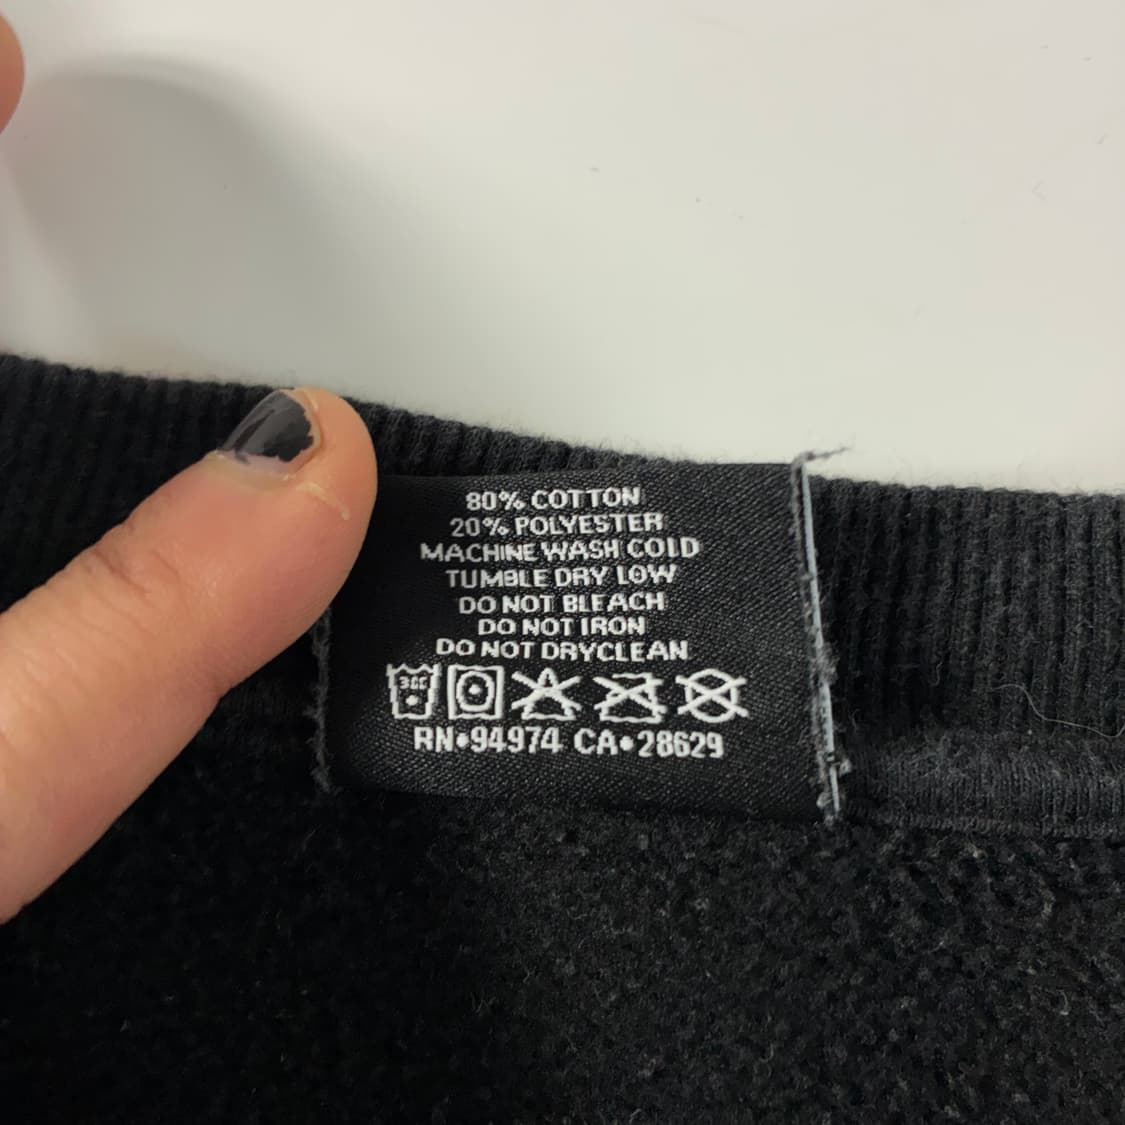 80% COTTON
20% POLYESTER
MACHINE WASH COLD
TUMBLE DRY LOW
DO NOT BLEACH
DO NOT IRON
DO NOT DRYCLEAN
RN•94974 CA•28629